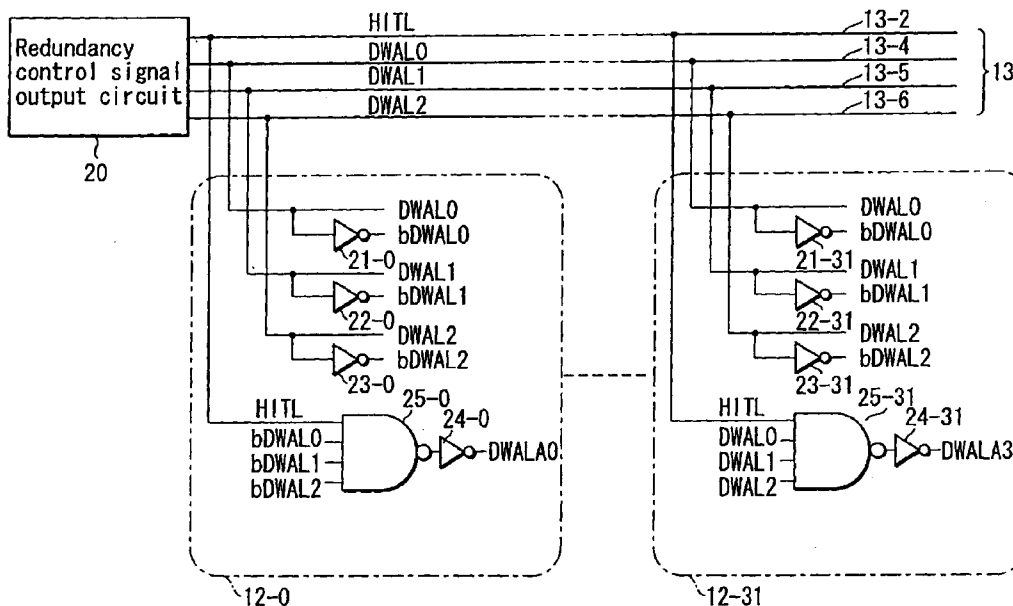 Redundancy
control signal
output circuit
20
HITL
DWAL0
DWAL1
DWAL2
13-2
13-4
13-5
13-6
13
DWAL0
bDWAL0
21-0
DWAL1
bDWAL1
22-0
DWAL2
bDWAL2
23-0
25-0
24-0
HITL
bDWAL0
bDWAL1
bDWAL2
DWALA0
12-0
DWAL0
bDWAL0
21-31
DWAL1
bDWAL1
22-31
DWAL2
bDWAL2
23-31
25-31
24-31
HITL
DWAL0
DWAL1
DWAL2
DWALA3
12-31